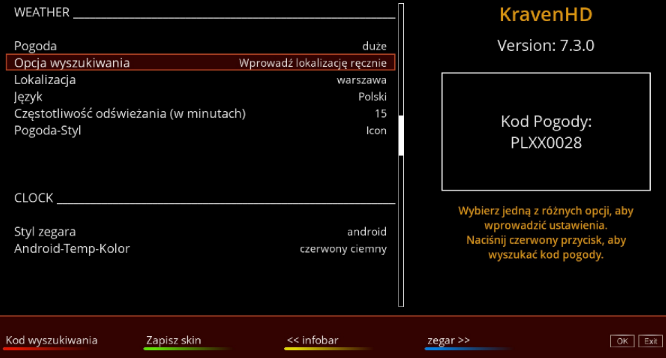 WEATHER
Pogoda duże
Opcja wyszukiwania Wprowadź lokalizację ręcznie
Lokalizacja warszawa
Język Polski
Częstotliwość odświeżania (w minutach) 15
Pogoda-Styl Icon
CLOCK
Styl zegara android
Android-Temp-Kolor czerwony ciemny
KravenHD
Version: 7.3.0
Kod Pogody:
PLXX0028
Wybierz jedną z różnych opcji, aby
wprowadzić ustawienia.
Naciśnij czerwony przycisk, aby
wyszukać kod pogody.
Kod wyszukiwania Zapisz skin << infobar zegar >> OK Exit